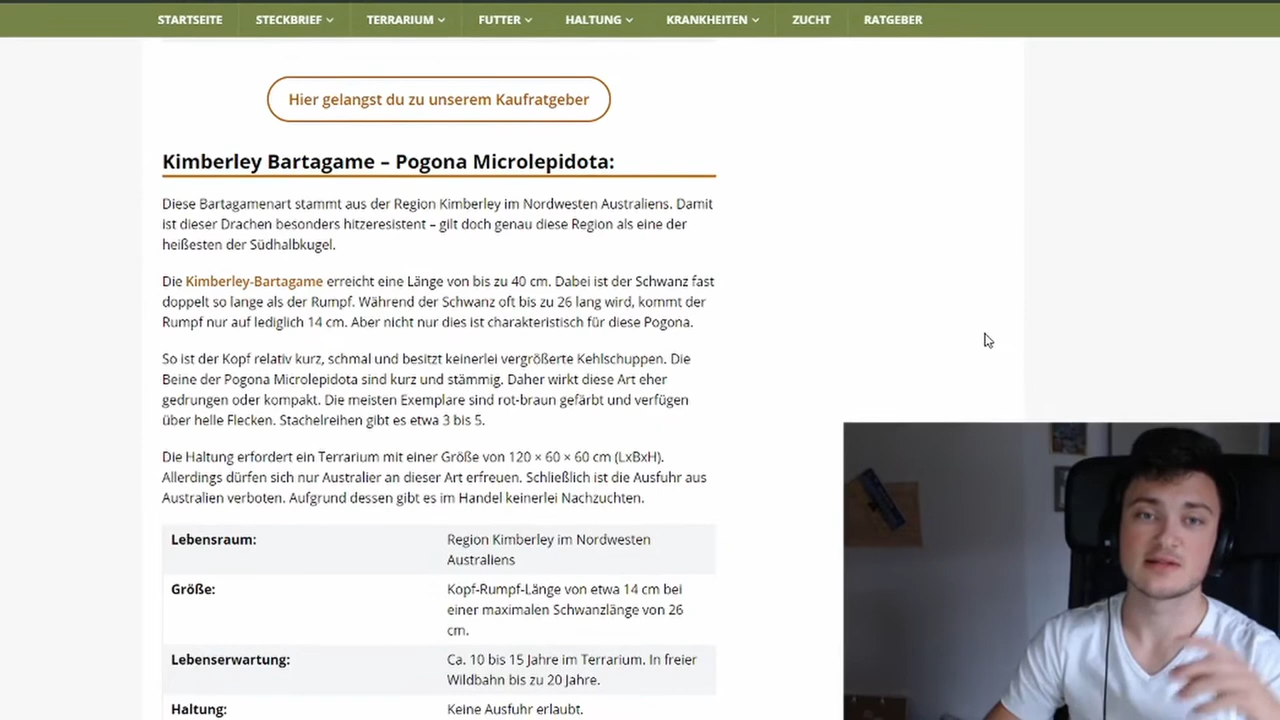 STARTSEITE STECKBRIEF TERRARIUM FUTTER HALTUNG KRANKHEITEN ZUCHT RATGEBER
Hier gelangst du zu unserem Kaufratgeber
Kimberley Bartagame – Pogona Microlepidota:
Diese Bartagamenart stammt aus der Region Kimberley im Nordwesten Australiens. Damit
ist dieser Drachen besonders hitzeresistent – gilt doch genau diese Region als eine der
heißesten der Südhalbkugel.
Die Kimberley-Bartagame erreicht eine Länge von bis zu 40 cm. Dabei ist der Schwanz fast
doppelt so lange als der Rumpf. Während der Schwanz oft bis zu 26 lang wird, kommt der
Rumpf nur auf lediglich 14 cm. Aber nicht nur dies ist charakteristisch für diese Pogona.
So ist der Kopf relativ kurz, schmal und besitzt keinerlei vergrößerte Kehlschuppen. Die
Beine der Pogona Microlepidota sind kurz und stämmig. Daher wirkt diese Art eher
gedrungen oder kompakt. Die meisten Exemplare sind rot-braun gefärbt und verfügen
über helle Flecken. Stachelreihen gibt es etwa 3 bis 5.
Die Haltung erfordert ein Terrarium mit einer Größe von 120 × 60 × 60 cm (LxBxH).
Allerdings dürfen sich nur Australier an dieser Art erfreuen. Schließlich ist die Ausfuhr aus
Australien verboten. Aufgrund dessen gibt es im Handel keinerlei Nachzuchten.
Lebensraum: Region Kimberley im Nordwesten
Australiens
Größe: Kopf-Rumpf-Länge von etwa 14 cm bei
einer maximalen Schwanzlänge von 26
cm.
Lebenserwartung: Ca. 10 bis 15 Jahre im Terrarium. In freier
Wildbahn bis zu 20 Jahre.
Haltung: Keine Ausfuhr erlaubt.